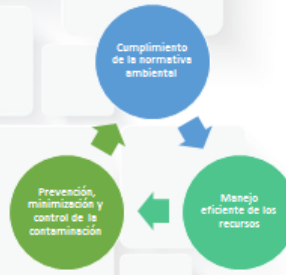 Cumplimiento
de la normativa
ambiental
Manejo
eficiente de los
recursos
Prevención,
minimización y
control de la
contaminación